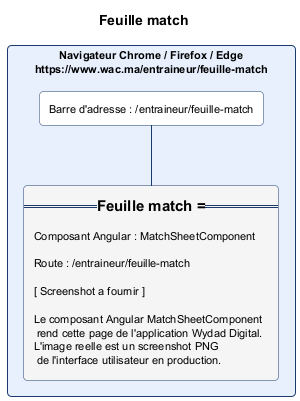 Feuille match
Navigateur Chrome / Firefox / Edge
https://www.wac.ma/entraineur/feuille-match
Barre d'adresse : /entraineur/feuille-match
Feuille match =
Composant Angular : MatchSheetComponent
Route : /entraineur/feuille-match
[ Screenshot a fournir ]
Le composant Angular MatchSheetComponent
rend cette page de l'application Wydad Digital.
L'image reelle est un screenshot PNG
de l'interface utilisateur en production.